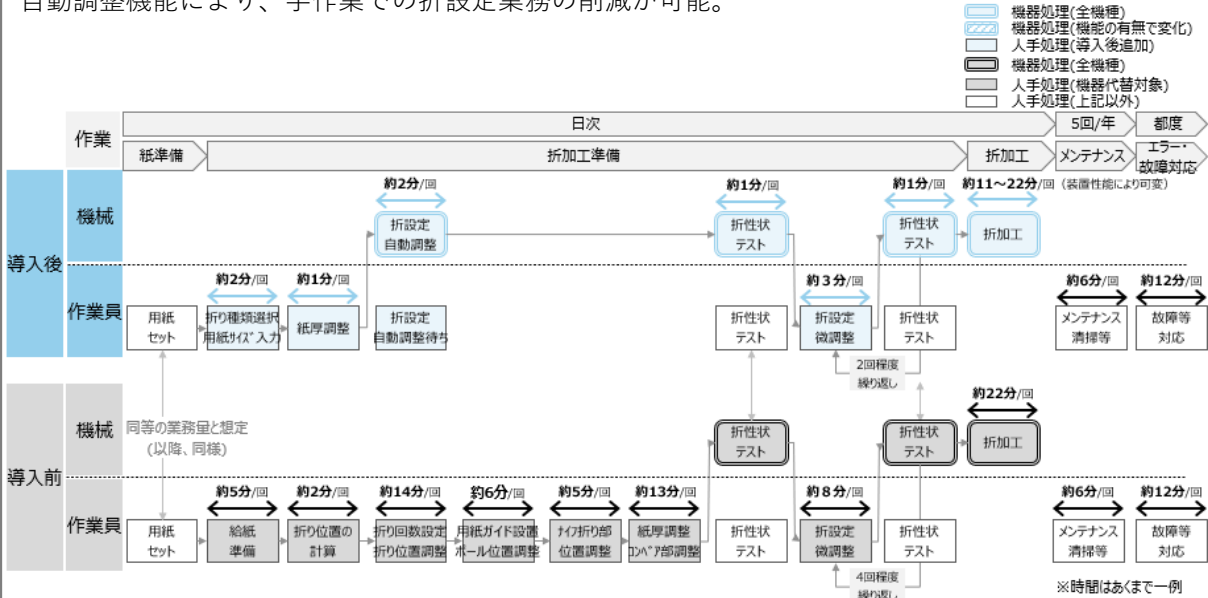 自動調整機能により、手作業での折設定業務の削減が可能。
機器処理(全機種)
機器処理(機能の有無で変化)
人手処理(導入後追加)
機器処理(全機種)
人手処理(機器代替対象)
人手処理(上記以外)
作業
日次
5回/年
都度
紙準備
折加工準備
折加工
メンテナンス
エラー・
故障対応
導入後
機械
約2分/回
約1分/回
約1分/回
約11～22分/回 (装置性能により可変)
折設定
自動調整
折性状
テスト
折性状
テスト
折加工
作業員
約2分/回
約1分/回
約3分/回
約6分/回
約12分/回
用紙
セット
折り種類選択
用紙サイズ入力
紙厚調整
折設定
自動調整待ち
折性状
テスト
折設定
微調整
折性状
テスト
メンテナンス
清掃等
故障等
対応
2回程度
繰り返し
導入前
機械
同等の業務量と想定
(以降、同様)
約22分/回
折性状
テスト
折性状
テスト
折加工
作業員
約5分/回
約2分/回
約14分/回
約6分/回
約5分/回
約13分/回
約8分/回
約6分/回
約12分/回
用紙
セット
給紙
準備
折り位置の
計算
折り回数設定
折り位置調整
用紙ガイド設置
ボール位置調整
ナイフ折り部
位置調整
紙厚調整
コンベア部調整
折性状
テスト
折設定
微調整
折性状
テスト
メンテナンス
清掃等
故障等
対応
4回程度
繰り返し
※時間はあくまで一例